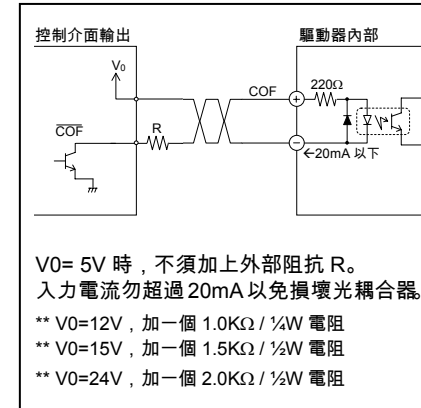 控制介面輸出
驅動器內部
V₀
COF
220Ω
COF
R
+
−
←20mA 以下
V0= 5V 時，不須加上外部阻抗 R。
入力電流勿超過 20mA 以免損壞光耦合器。
** V0=12V，加一個 1.0KΩ / ¼W 電阻
** V0=15V，加一個 1.5KΩ / ½W 電阻
** V0=24V，加一個 2.0KΩ / ½W 電阻